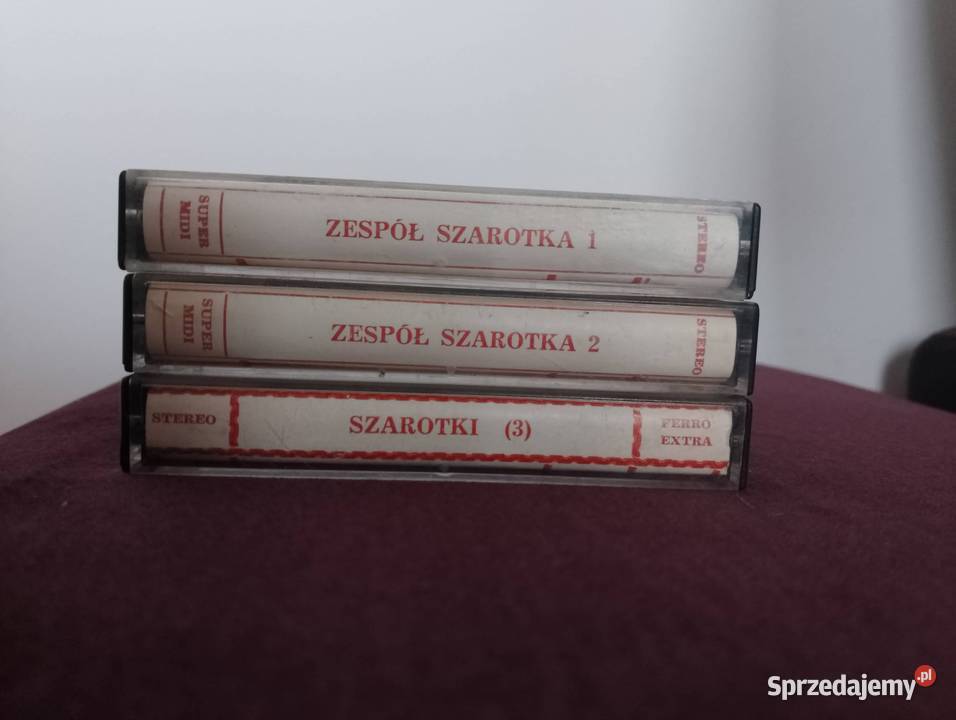 SUPER
MIDI
ZESPÓŁ SZAROTKA 1
STEREO
SUPER
MIDI
ZESPÓŁ SZAROTKA 2
STEREO
STEREO
SZAROTKI (3)
FERRO
EXTRA
Sprzedajemy.pl